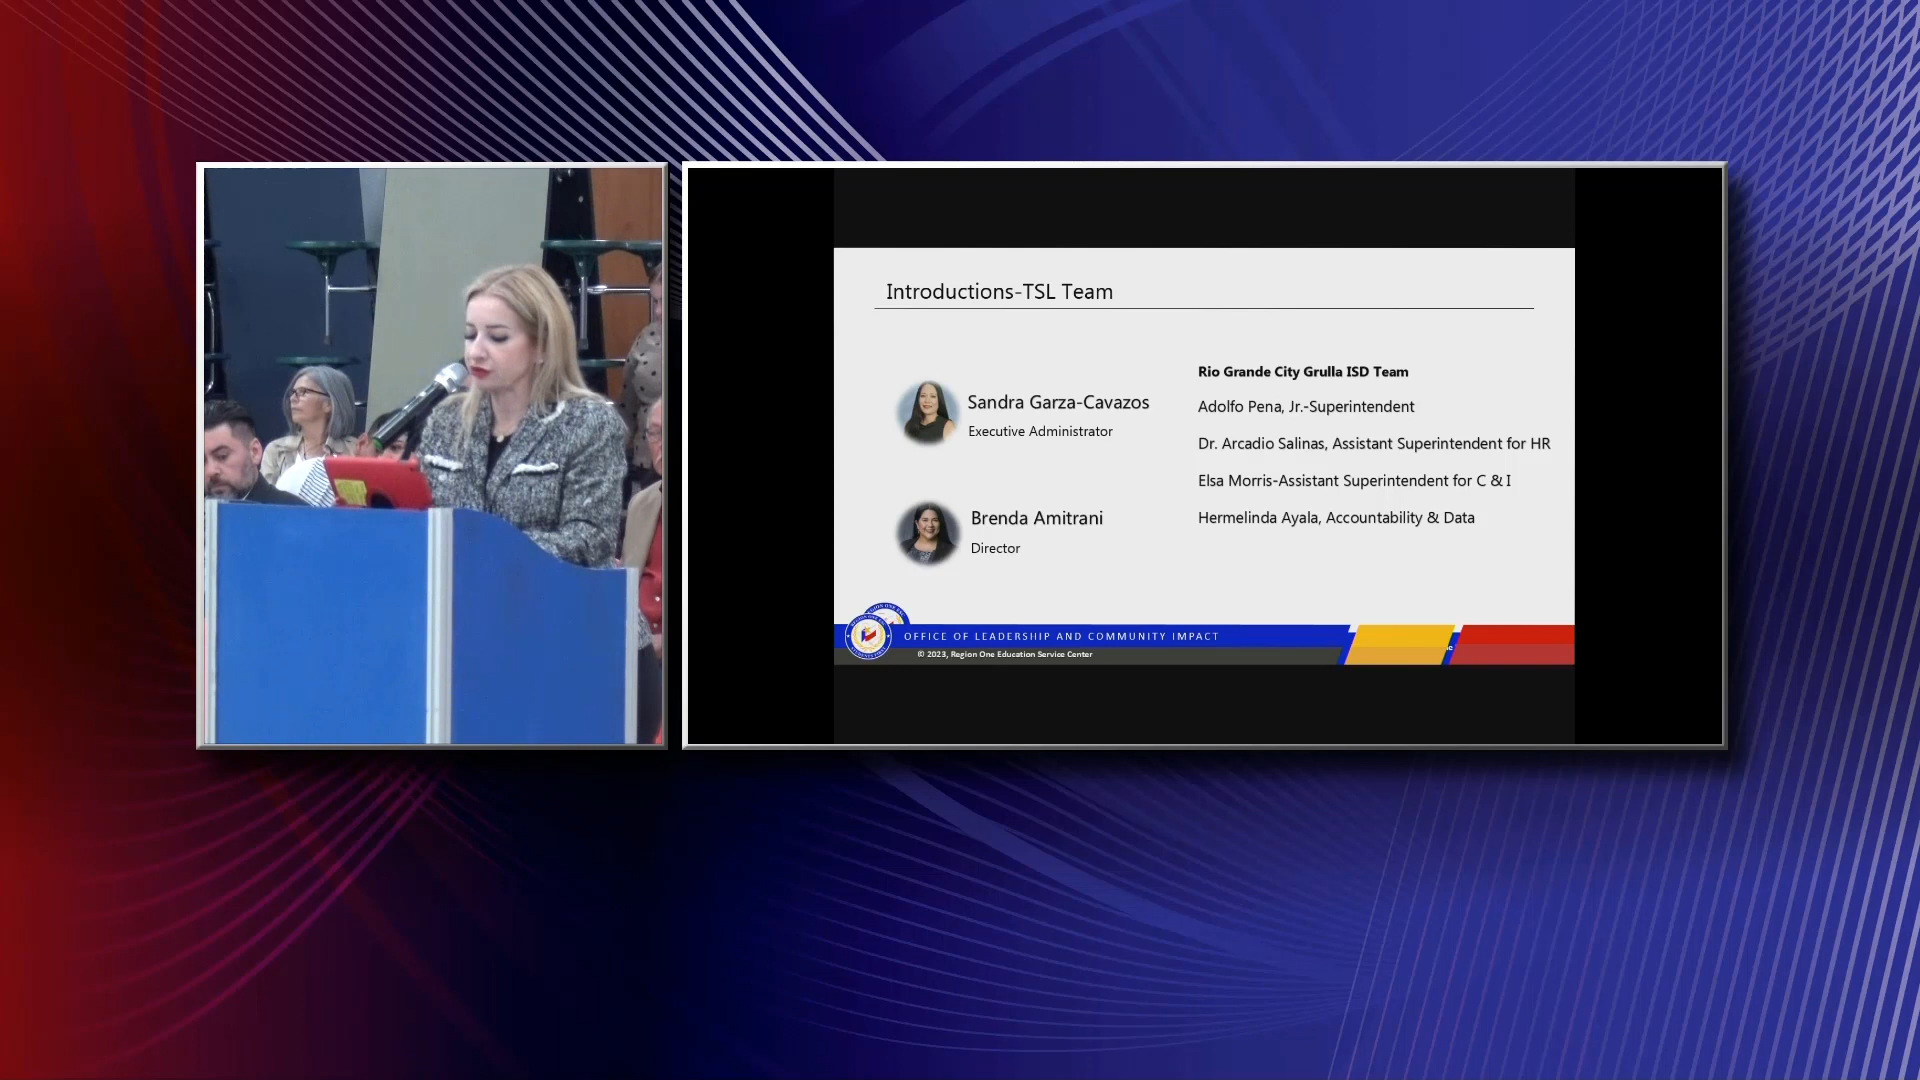 Introductions-TSL Team
Sandra Garza-Cavazos
Executive Administrator
Brenda Amitrani
Director
Rio Grande City Grulla ISD Team
Adolfo Pena, Jr.-Superintendent
Dr. Arcadio Salinas, Assistant Superintendent for HR
Elsa Morris-Assistant Superintendent for C & I
Hermelinda Ayala, Accountability & Data
OFFICE OF LEADERSHIP AND COMMUNITY IMPACT
© 2023, Region One Education Service Center